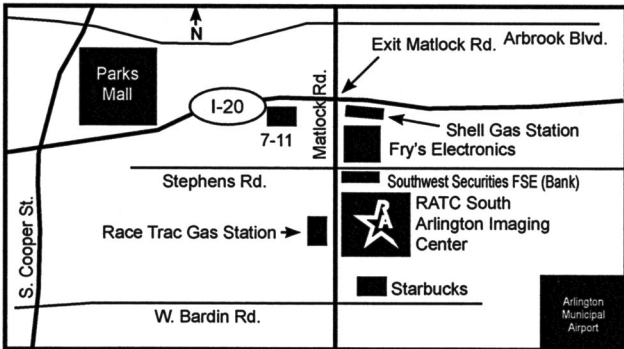 N
Exit Matlock Rd.
Arbrook Blvd.
Parks
Mall
I-20
7-11
Matlock Rd.
Shell Gas Station
Fry's Electronics
Stephens Rd.
Southwest Securities FSE (Bank)
S. Cooper St.
Race Trac Gas Station
RA
RATC South
Arlington Imaging
Center
Starbucks
W. Bardin Rd.
Arlington
Municipal
Airport